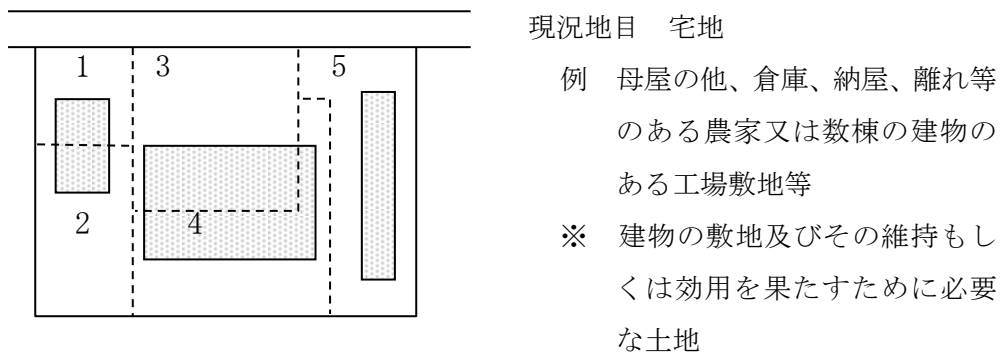 1 3 5
2 4
現況地目 宅地
例 母屋の他、倉庫、納屋、離れ等
のある農家又は数棟の建物の
ある工場敷地等
※ 建物の敷地及びその維持もし
くは効用を果たすために必要
な土地